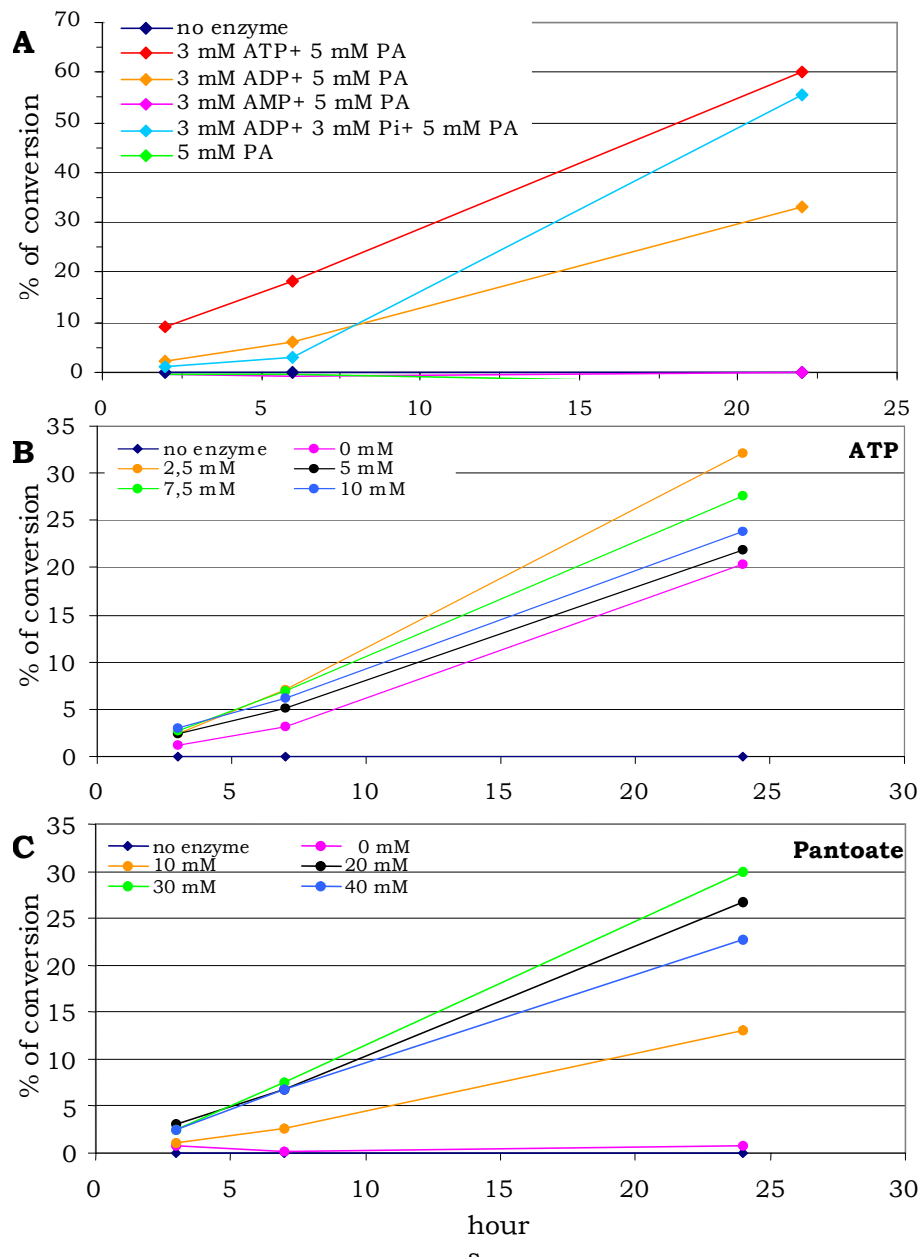 A
70
60
50
40
30
20
10
0
% of conversion
no enzyme
3 mM ATP+ 5 mM PA
3 mM ADP+ 5 mM PA
3 mM AMP+ 5 mM PA
3 mM ADP+ 3 mM Pi+ 5 mM PA
5 mM PA
0 5 10 15 20 25
B
ATP
35
30
25
20
15
10
5
0
% of conversion
no enzyme 0 mM
2,5 mM 5 mM
7,5 mM 10 mM
0 5 10 15 20 25 30
C
Pantoate
35
30
25
20
15
10
5
0
% of conversion
no enzyme 0 mM
10 mM 20 mM
30 mM 40 mM
0 5 10 15 20 25 30
hour
s